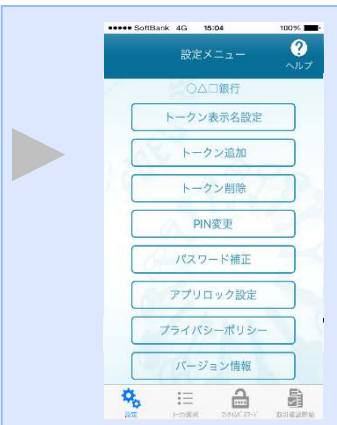 ●●●●● SoftBank 4G 15:04 100%
設定メニュー
?
ヘルプ
○△□銀行
トークン表示名設定
トークン追加
トークン削除
PIN変更
パスワード補正
アプリロック設定
プライバシーポリシー
バージョン情報
設定